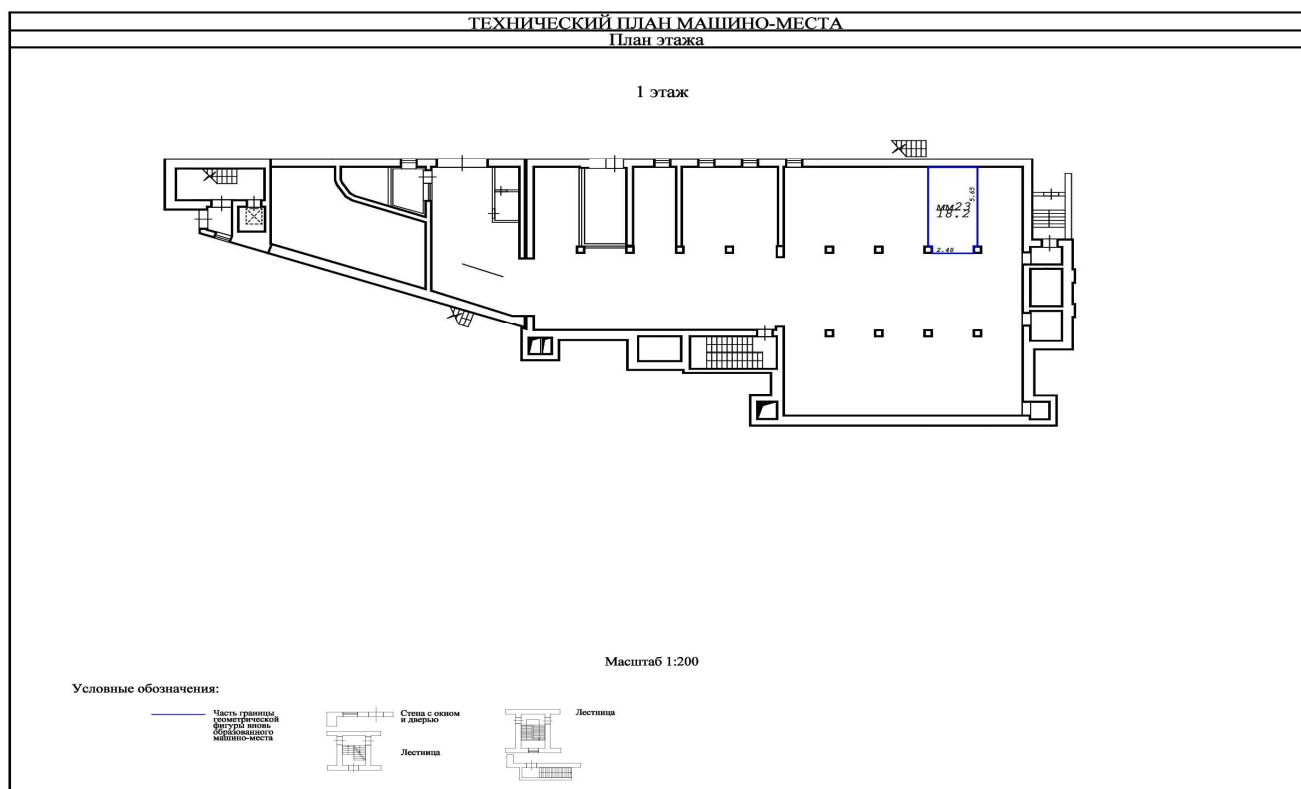 ТЕХНИЧЕСКИЙ ПЛАН МАШИНО-МЕСТА
План этажа
1 этаж
5.65
мм23
18.2
2.48
Масштаб 1:200
Условные обозначения:
Часть границы
геометрической
фигуры вновь
образованного
машино-места
Стена с окном
и дверью
Лестница
Лестница